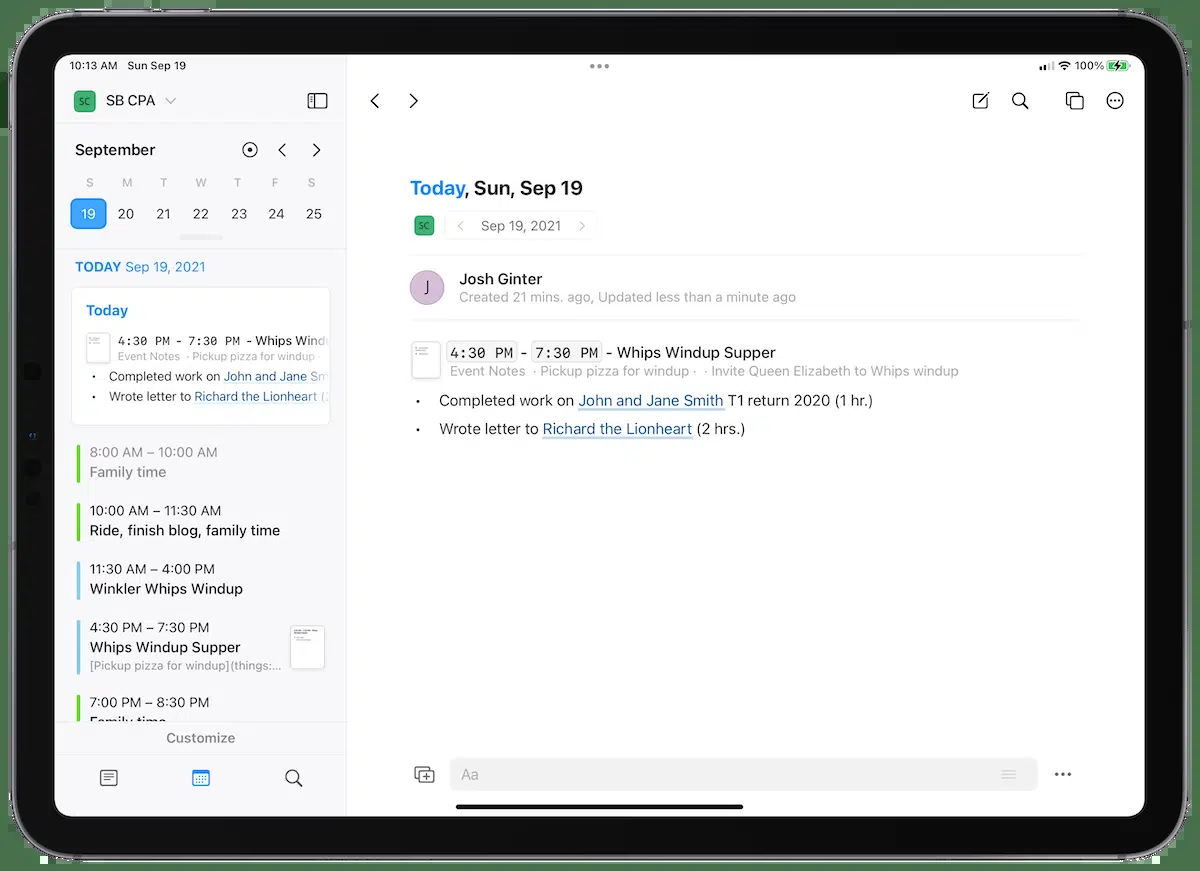 10:13 AM Sun Sep 19
100%
SC SB CPA
September
S M T W T F S
19 20 21 22 23 24 25
TODAY Sep 19, 2021
Today
4:30 PM - 7:30 PM - Whips Wind
Event Notes · Pickup pizza for windup ·
• Completed work on John and Jane Sm
• Wrote letter to Richard the Lionheart (2
8:00 AM – 10:00 AM
Family time
10:00 AM – 11:30 AM
Ride, finish blog, family time
11:30 AM – 4:00 PM
Winkler Whips Windup
4:30 PM – 7:30 PM
Whips Windup Supper
[Pickup pizza for windup](things:...
7:00 PM – 8:30 PM
Family time
Customize
Today, Sun, Sep 19
SC Sep 19, 2021
J Josh Ginter
Created 21 mins. ago, Updated less than a minute ago
4:30 PM - 7:30 PM - Whips Windup Supper
Event Notes · Pickup pizza for windup · · Invite Queen Elizabeth to Whips windup
• Completed work on John and Jane Smith T1 return 2020 (1 hr.)
• Wrote letter to Richard the Lionheart (2 hrs.)
Aa